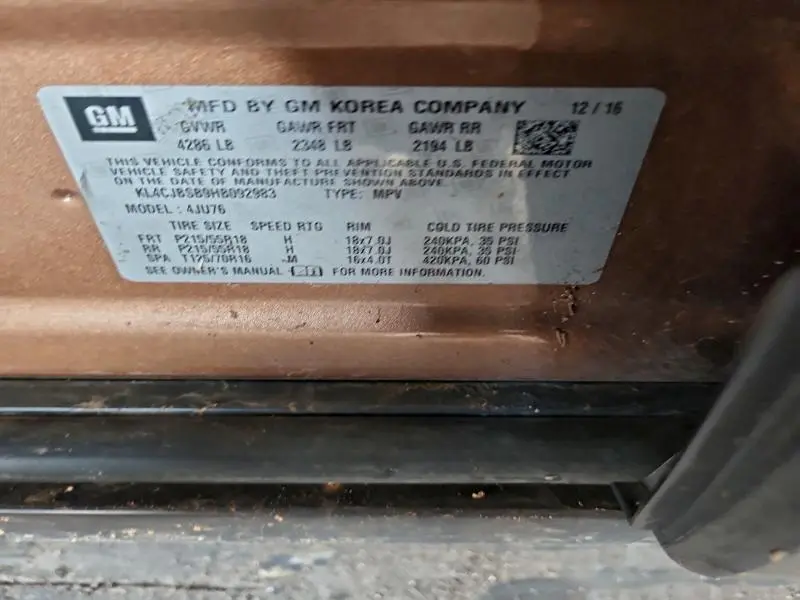 GM MFD BY GM KOREA COMPANY 12 / 16
GVWR GAWR FRT GAWR RR
4286 LB 2348 LB 2194 LB
THIS VEHICLE CONFORMS TO ALL APPLICABLE U.S. FEDERAL MOTOR
VEHICLE SAFETY AND THEFT PREVENTION STANDARDS IN EFFECT
ON THE DATE OF MANUFACTURE SHOWN ABOVE.
KL4CJBSB9HB092983 TYPE: MPV
MODEL: 4JU76
TIRE SIZE SPEED RTG RIM COLD TIRE PRESSURE
FRT P215/55R18 H 18x7.0J 240KPA, 35 PSI
RR P215/55R18 H 18x7.0J 240KPA, 35 PSI
SPA T125/70R16 M 16x4.0T 420KPA, 60 PSI
SEE OWNER'S MANUAL FOR MORE INFORMATION.